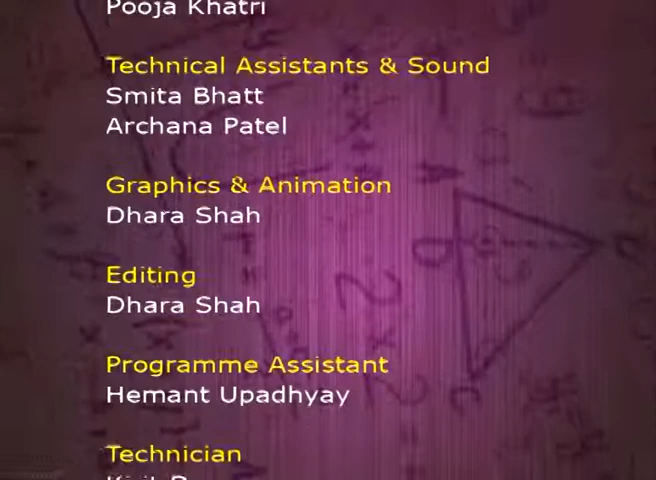 Pooja Khatri
Technical Assistants & Sound
Smita Bhatt
Archana Patel
Graphics & Animation
Dhara Shah
Editing
Dhara Shah
Programme Assistant
Hemant Upadhyay
Technician